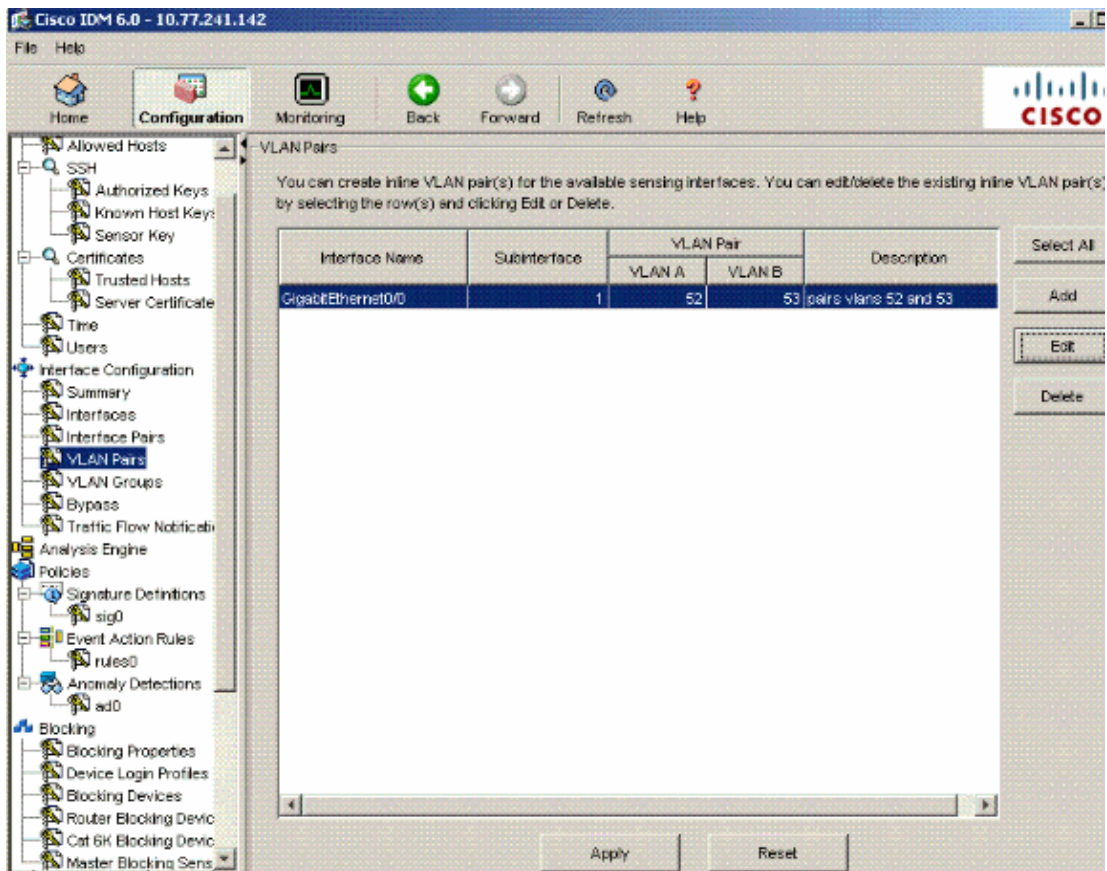 Cisco IDM 6.0 - 10.77.241.142
File Help
Home
Configuration
Monitoring
Back
Forward
Refresh
Help
CISCO
Allowed Hosts
SSH
Authorized Keys
Known Host Keys
Sensor Key
Certificates
Trusted Hosts
Server Certificate
Time
Users
Interface Configuration
Summary
Interfaces
Interface Pairs
VLAN Pairs
VLAN Groups
Bypass
Traffic Flow Notificati
Analysis Engine
Policies
Signature Definitions
sig0
Event Action Rules
rules0
Anomaly Detections
ad0
Blocking
Blocking Properties
Device Login Profiles
Blocking Devices
Router Blocking Devic
Cat 6K Blocking Devic
Master Blocking Sens
VLAN Pairs
You can create inline VLAN pair(s) for the available sensing interfaces. You can edit/delete the existing inline VLAN pair(s)
by selecting the row(s) and clicking Edit or Delete.
Interface Name Subinterface VLAN Pair Description
VLAN A VLAN B
GigabitEthernet0/0 1 52 53 pairs vlans 52 and 53
Select All
Add
Edit
Delete
Apply
Reset